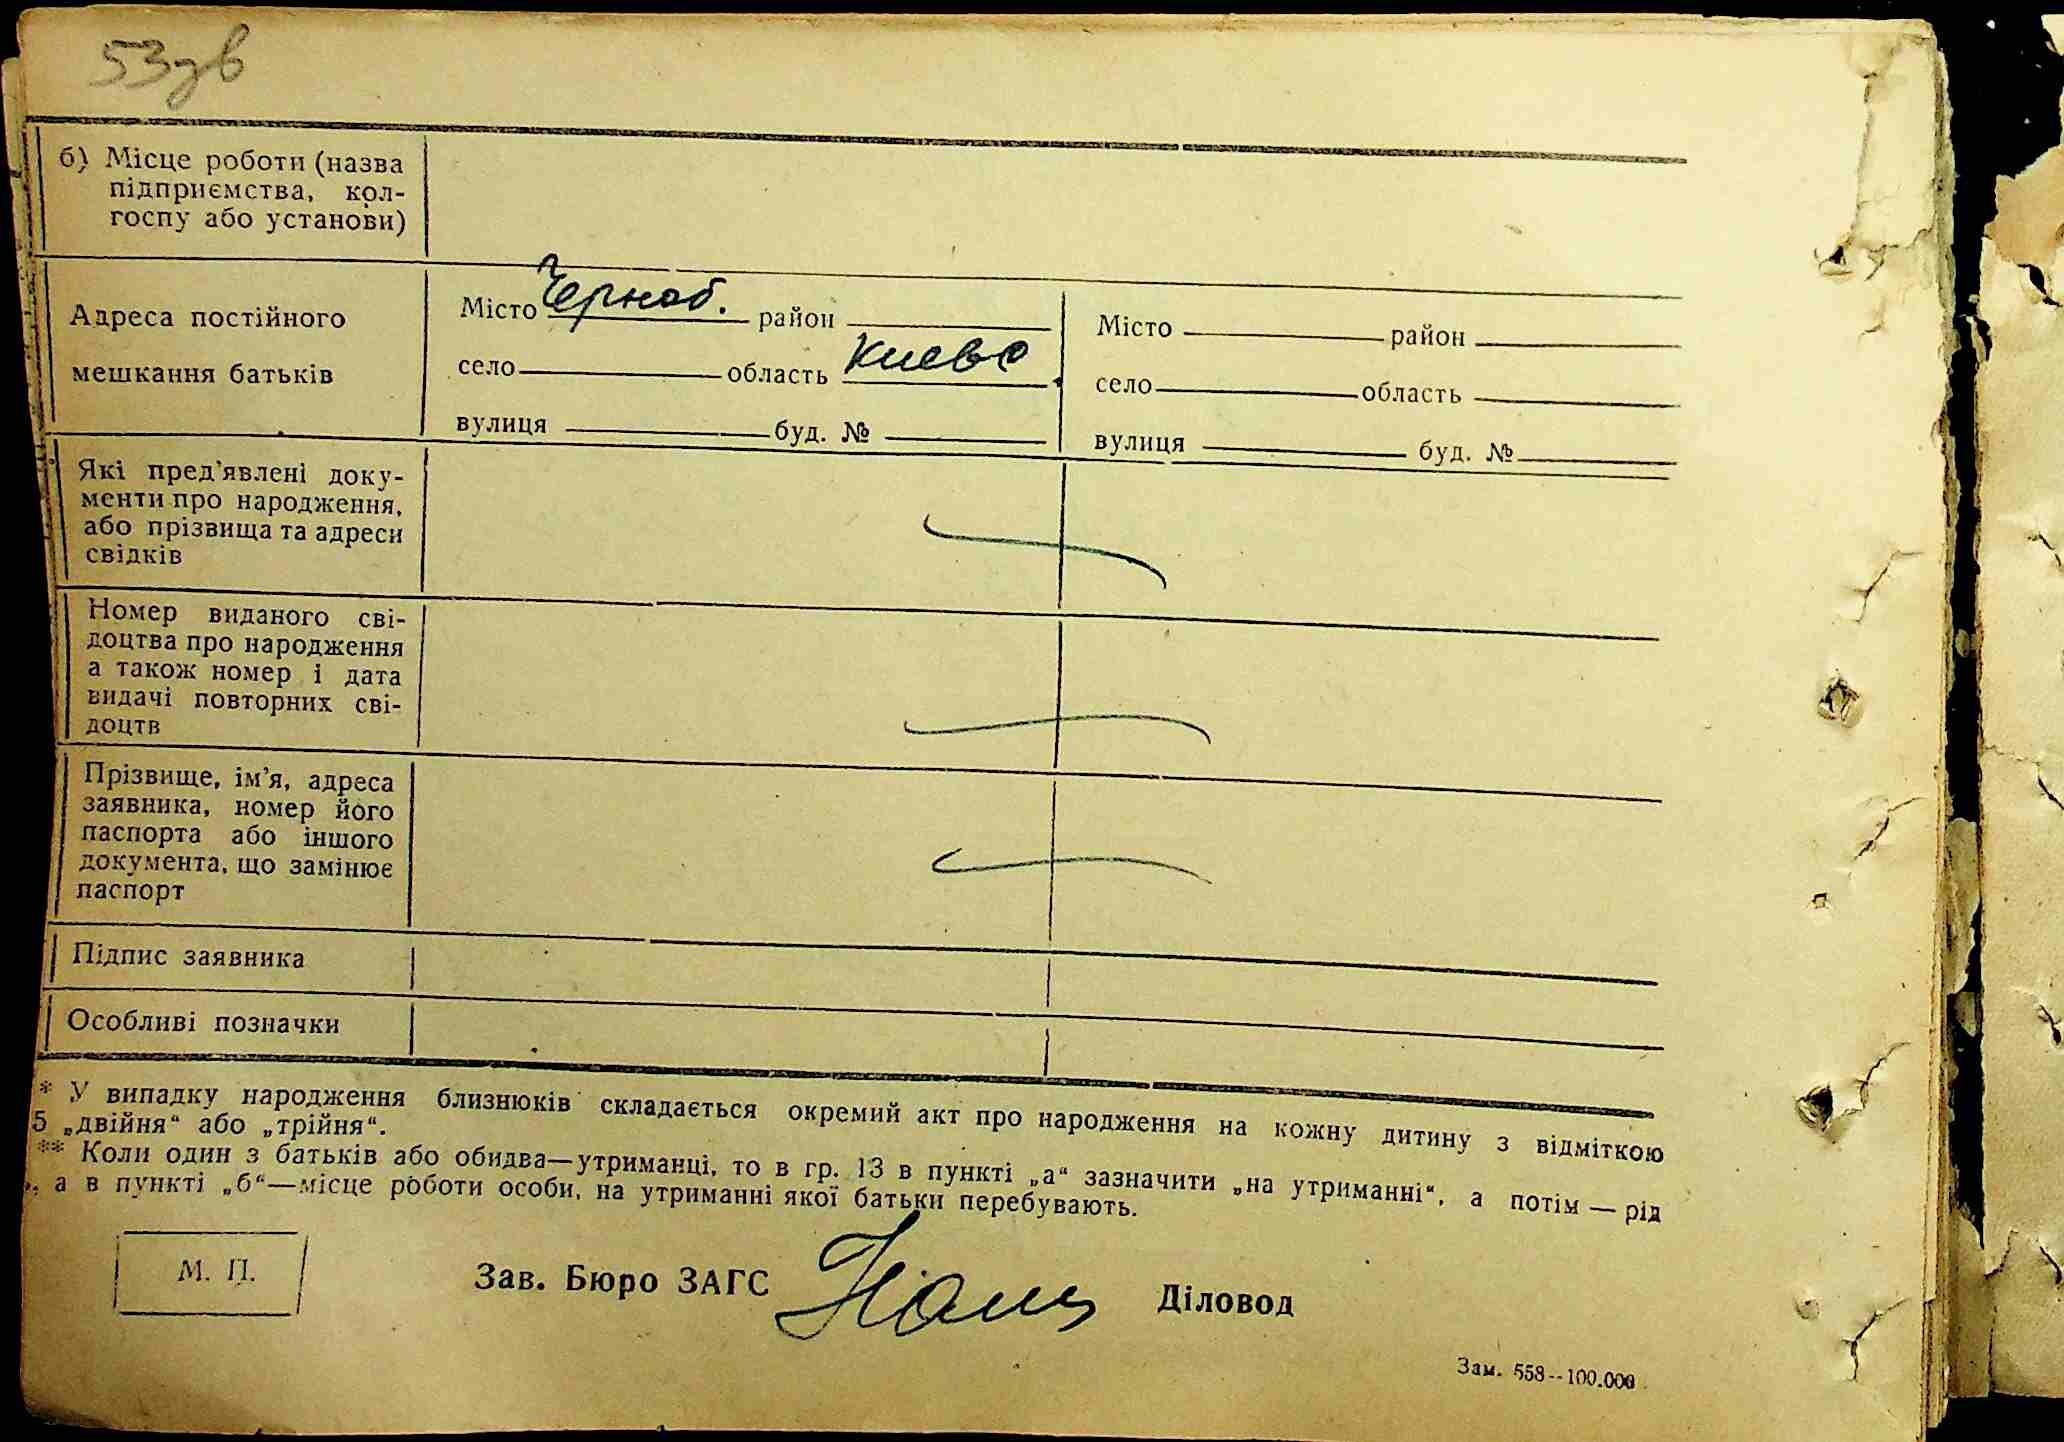 53зв
б) Місце роботи (назва
підприємства, кол-
госпу або установи)
Адреса постійного
мешкання батьків
Місто Черноб. район
село область Киевс
вулиця буд. №
Місто район
село область
вулиця буд. №
Які пред'явлені доку-
менти про народження,
або прізвища та адреси
свідків
Номер виданого сві-
доцтва про народження
а також номер і дата
видачі повторних сві-
доцтв
Прізвище, ім'я, адреса
заявника, номер його
паспорта або іншого
документа, що замінює
паспорт
Підпис заявника
Особливі позначки
* У випадку народження близнюків складається окремий акт про народження на кожну дитину з відміткою
5 „двійня“ або „трійня“.
** Коли один з батьків або обидва—утриманці, то в гр. 13 в пункті „а“ зазначити „на утриманні“, а потім — рід
а в пункті „б“—місце роботи особи, на утриманні якої батьки перебувають.
М. П.
Зав. Бюро ЗАГС
Діловод
Зам. 558--100.000